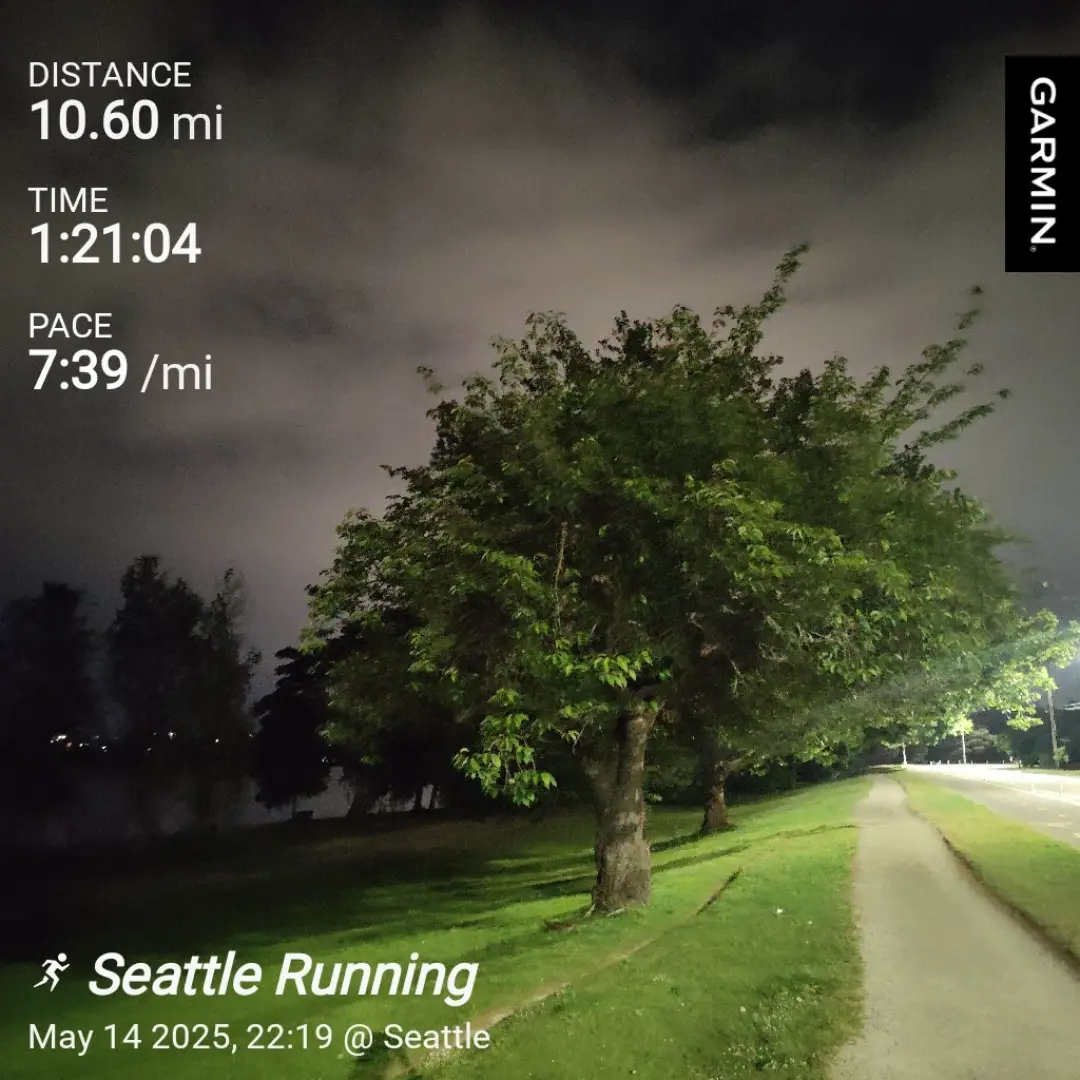 DISTANCE
10.60 mi
TIME
1:21:04
PACE
7:39 /mi
GARMIN
Seattle Running
May 14 2025, 22:19 @ Seattle